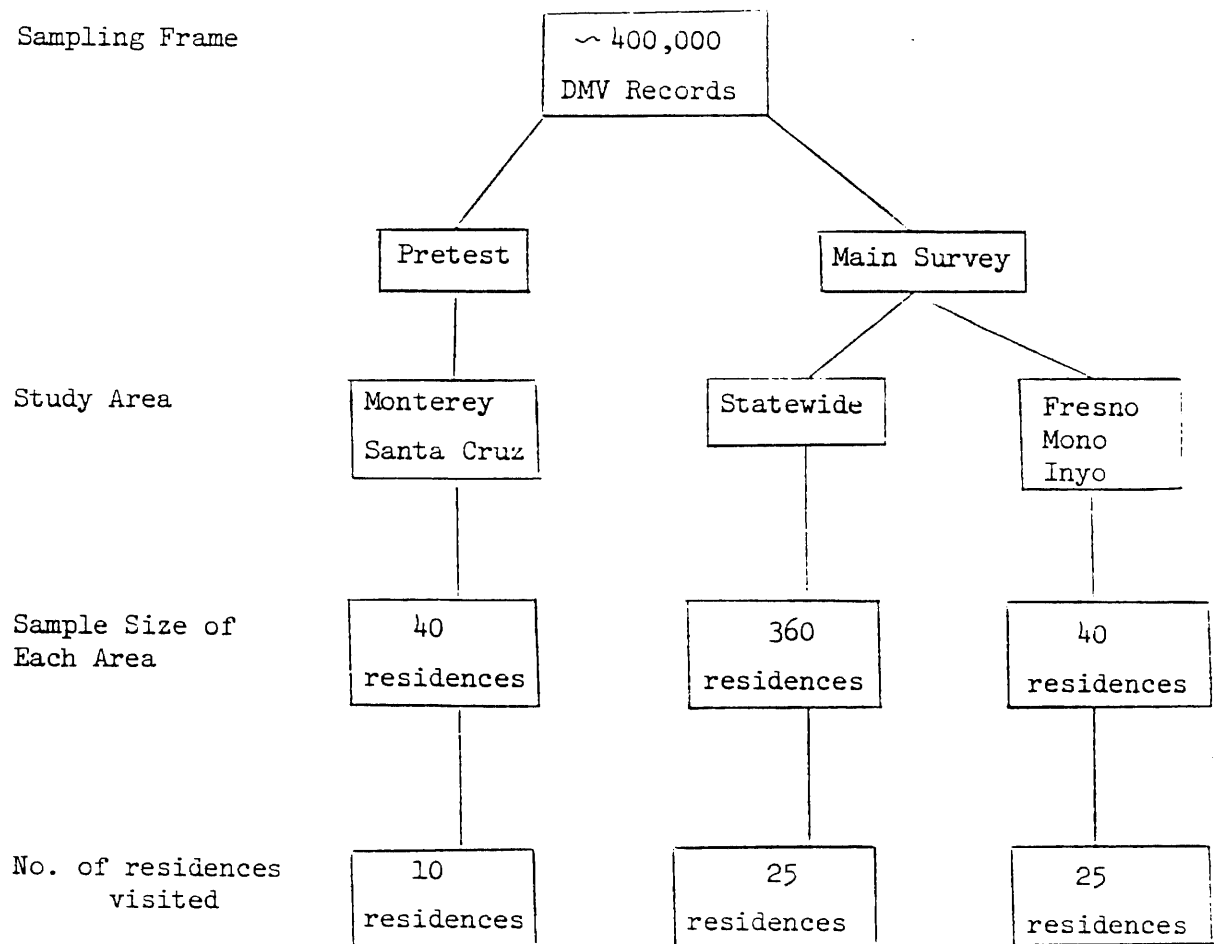 Sampling Frame
~ 400,000
DMV Records
Pretest
Main Survey
Study Area
Monterey
Santa Cruz
Statewide
Fresno
Mono
Inyo
Sample Size of
Each Area
40
residences
360
residences
40
residences
No. of residences
visited
10
residences
25
residences
25
residences